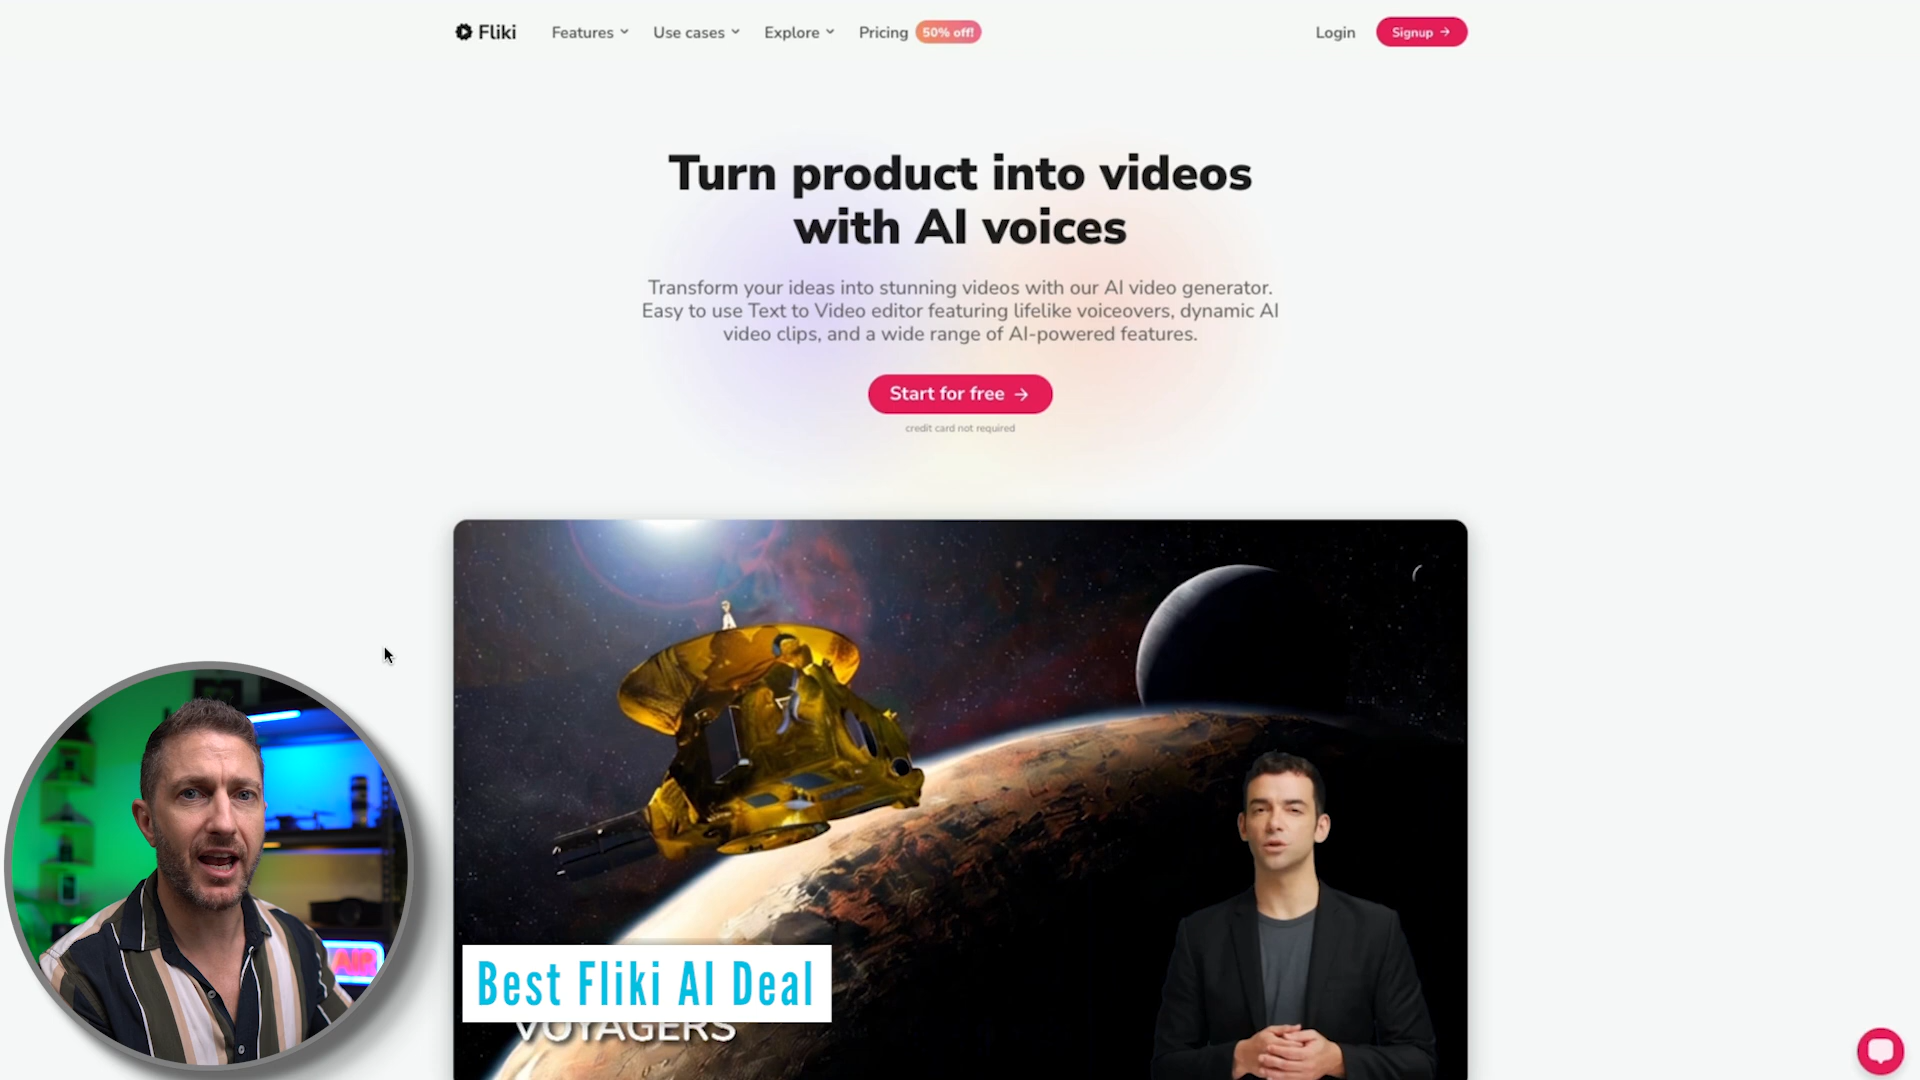 Fliki
Features
Use cases
Explore
Pricing
50% off!
Login
Signup →
Turn product into videos
with AI voices
Transform your ideas into stunning videos with our AI video generator.
Easy to use Text to Video editor featuring lifelike voiceovers, dynamic AI
video clips, and a wide range of AI-powered features.
Start for free →
credit card not required
AIR
Best Fliki AI Deal
VOYAGERS